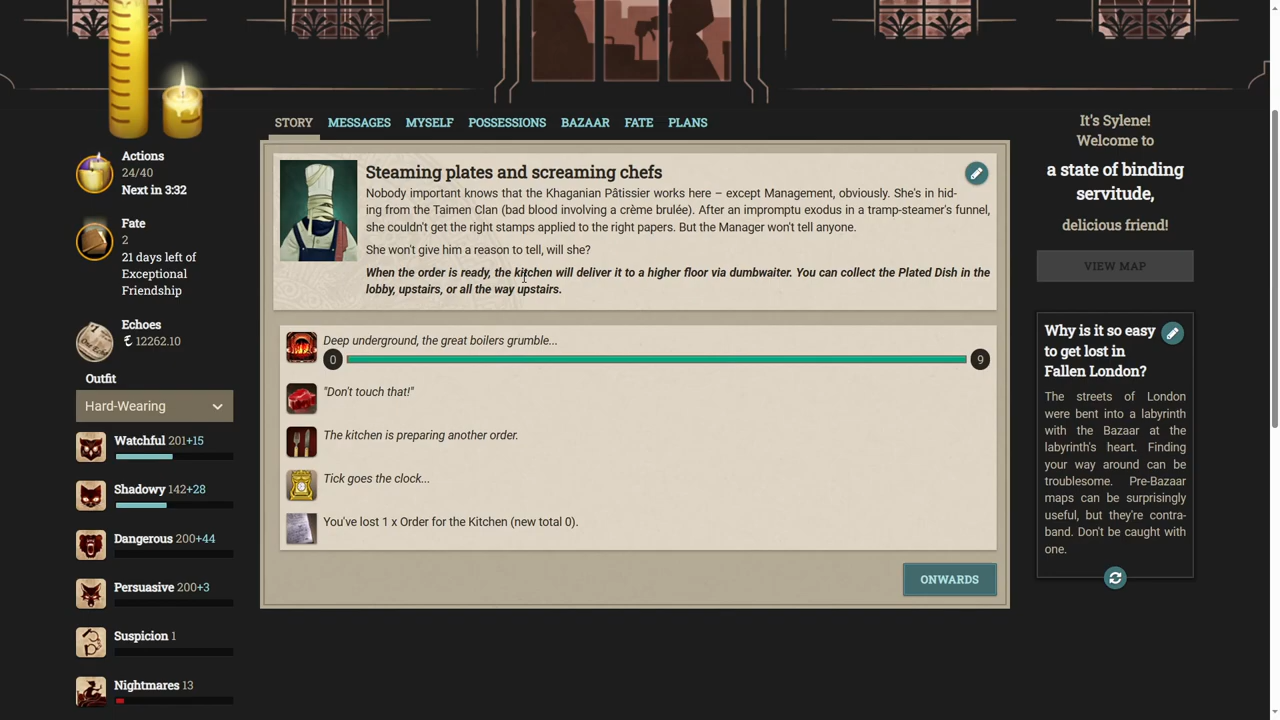 STORY MESSAGES MYSELF POSSESSIONS BAZAAR FATE PLANS
Actions
24/40
Next in 3:32
Fate
2
21 days left of
Exceptional
Friendship
Echoes
12262.10
Outfit
Hard-Wearing
Watchful 201+15
Shadowy 142+28
Dangerous 200+44
Persuasive 200+3
Suspicion 1
Nightmares 13
Steaming plates and screaming chefs
Nobody important knows that the Khaganian Pâtissier works here – except Management, obviously. She's in hid-
ing from the Taimen Clan (bad blood involving a crème brulée). After an impromptu exodus in a tramp-steamer's funnel,
she couldn't get the right stamps applied to the right papers. But the Manager won't tell anyone.
She won't give him a reason to tell, will she?
When the order is ready, the kitchen will deliver it to a higher floor via dumbwaiter. You can collect the Plated Dish in the
lobby, upstairs, or all the way upstairs.
Deep underground, the great boilers grumble...
0 9
"Don't touch that!"
The kitchen is preparing another order.
Tick goes the clock...
You've lost 1 x Order for the Kitchen (new total 0).
ONWARDS
It's Sylene!
Welcome to
a state of binding
servitude,
delicious friend!
VIEW MAP
Why is it so easy
to get lost in
Fallen London?
The streets of London
were bent into a labyrinth
with the Bazaar at the
labyrinth's heart. Finding
your way around can be
troublesome. Pre-Bazaar
maps can be surprisingly
useful, but they're contra-
band. Don't be caught with
one.